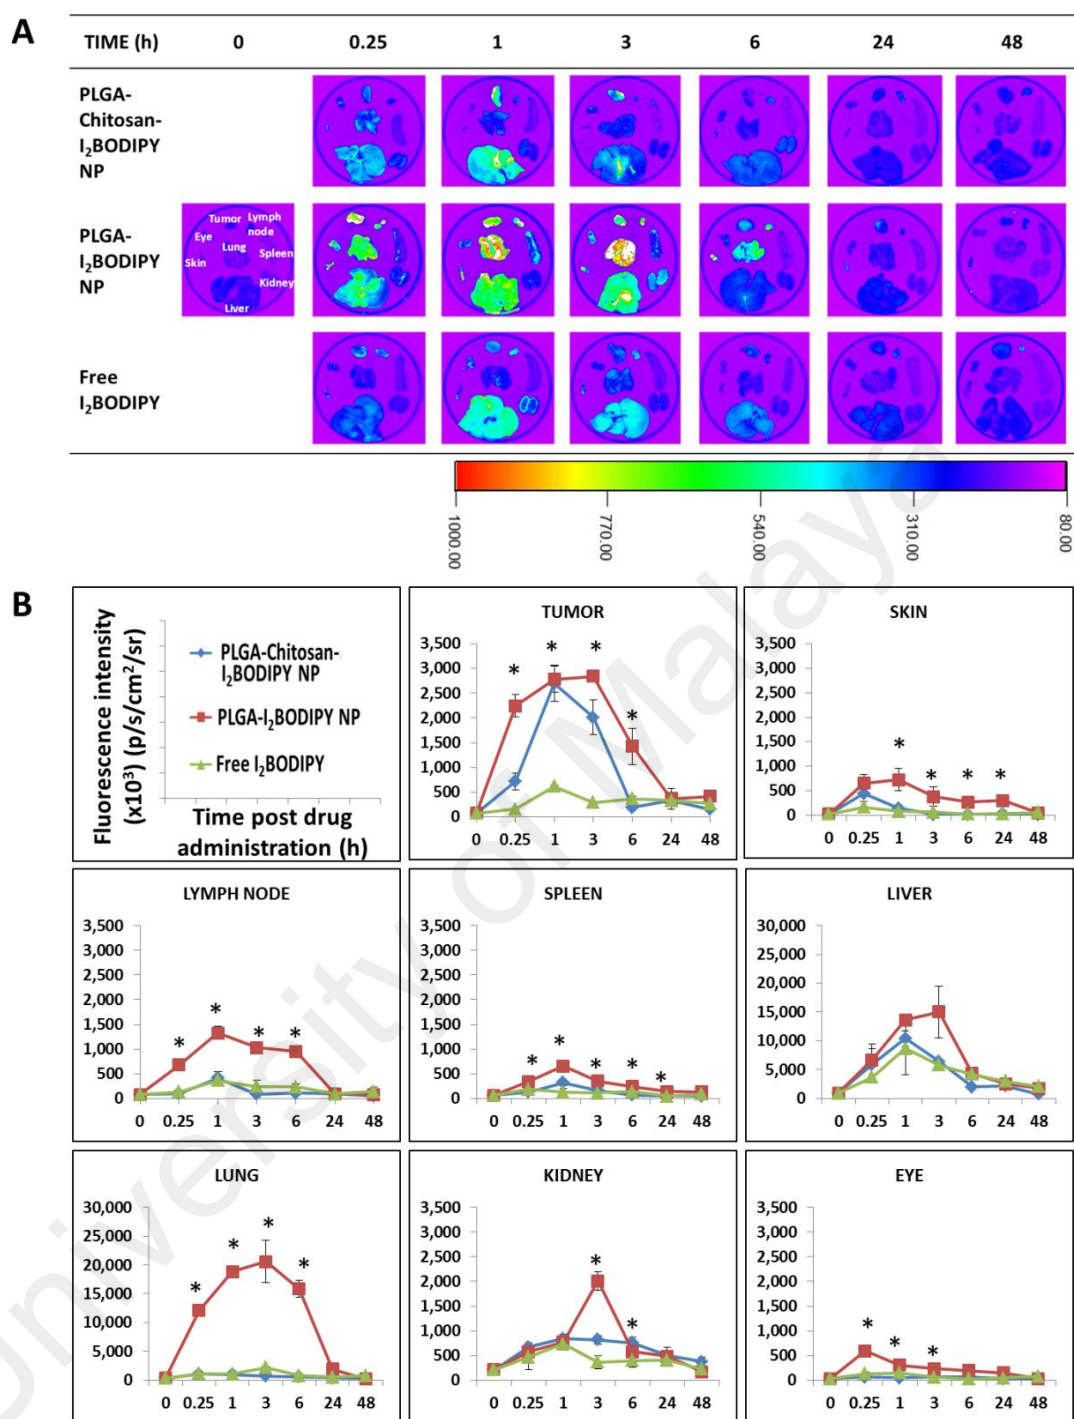 A
TIME (h) 0 0.25 1 3 6 24 48
PLGA-
Chitosan-
I₂BODIPY
NP
PLGA-
I₂BODIPY
NP
Tumor Lymph
node
Eye
Lung
Spleen
Skin
Kidney
Liver
Free
I₂BODIPY
1000.00 770.00 540.00 310.00 80.00
B
Fluorescence intensity
(x10³) (p/s/cm²/sr)
PLGA-Chitosan-
I₂BODIPY NP
PLGA-I₂BODIPY NP
Free I₂BODIPY
Time post drug
administration (h)
TUMOR
3,500
3,000
2,500
2,000
1,500
1,000
500
0
* * * *
0 0.25 1 3 6 24 48
SKIN
3,500
3,000
2,500
2,000
1,500
1,000
500
0
* * * *
0 0.25 1 3 6 24 48
LYMPH NODE
3,500
3,000
2,500
2,000
1,500
1,000
500
0
* * * *
0 0.25 1 3 6 24 48
SPLEEN
3,500
3,000
2,500
2,000
1,500
1,000
500
0
* * * * *
0 0.25 1 3 6 24 48
LIVER
30,000
25,000
20,000
15,000
10,000
5,000
0
0 0.25 1 3 6 24 48
LUNG
30,000
25,000
20,000
15,000
10,000
5,000
0
* * * *
0 0.25 1 3 6 24 48
KIDNEY
3,500
3,000
2,500
2,000
1,500
1,000
500
0
* *
0 0.25 1 3 6 24 48
EYE
3,500
3,000
2,500
2,000
1,500
1,000
500
0
* * *
0 0.25 1 3 6 24 48
University of Malaya